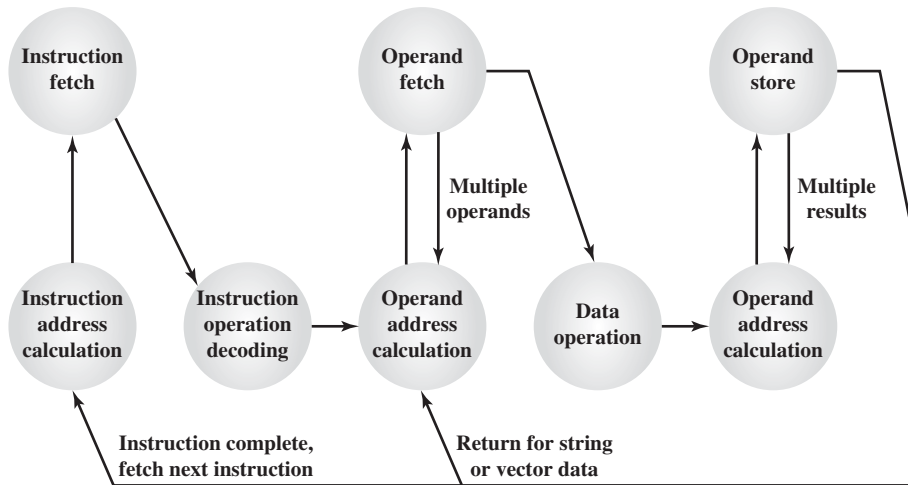 Instruction
fetch
Operand
fetch
Operand
store
Multiple
operands
Multiple
results
Instruction
address
calculation
Instruction
operation
decoding
Operand
address
calculation
Data
operation
Operand
address
calculation
Instruction complete,
fetch next instruction
Return for string
or vector data